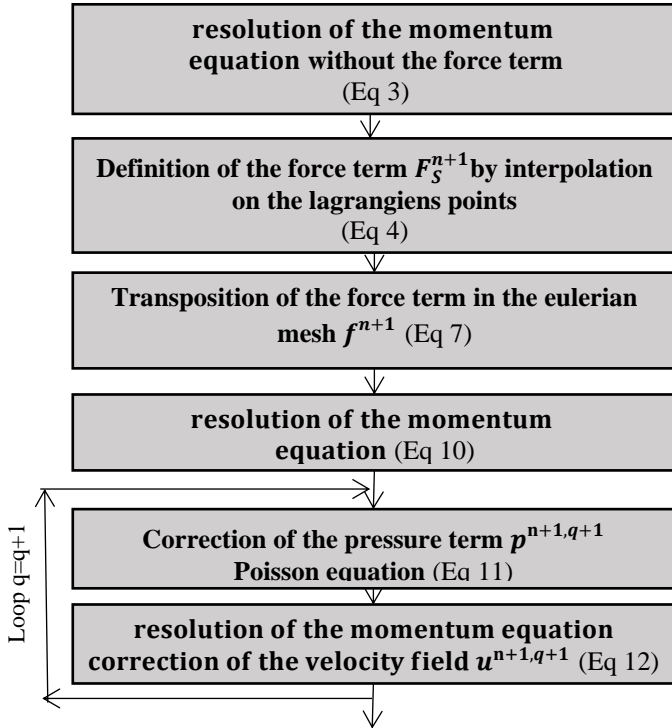 resolution of the momentum
equation without the force term
(Eq 3)
Definition of the force term $F_S^{n+1}$by interpolation
on the lagrangiens points
(Eq 4)
Transposition of the force term in the eulerian
mesh $f^{n+1}$ (Eq 7)
resolution of the momentum
equation (Eq 10)
Loop q=q+1
Correction of the pressure term $p^{n+1,q+1}$
Poisson equation (Eq 11)
resolution of the momentum equation
correction of the velocity field $u^{n+1,q+1}$ (Eq 12)